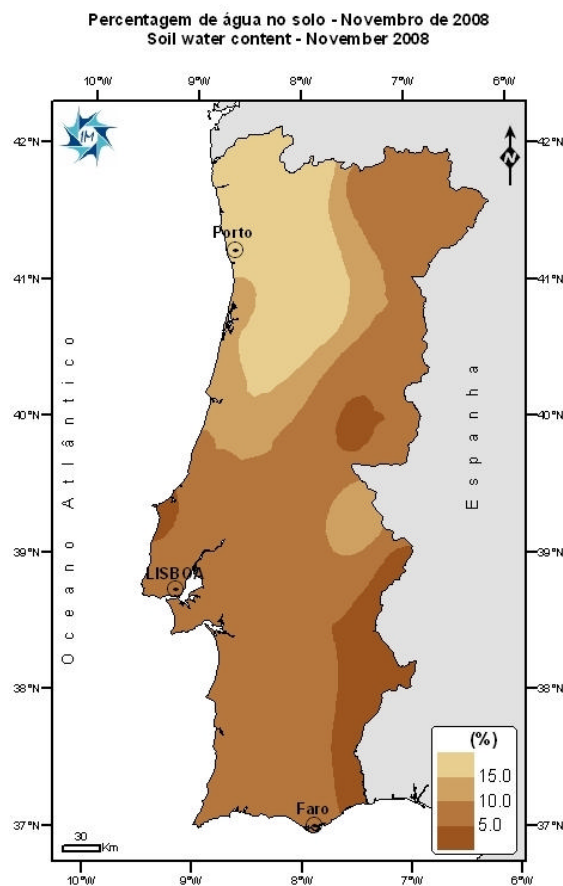 Percentagem de água no solo - Novembro de 2008
Soil water content - November 2008
10°W 9°W 8°W 7°W 6°W
IM
N
42°N 42°N
Porto
41°N 41°N
Oceano Atlântico
Espanha
40°N 40°N
39°N 39°N
LISBOA
38°N 38°N
(%)
15.0
10.0
5.0
Faro
37°N 37°N
30
Km
10°W 9°W 8°W 7°W 6°W